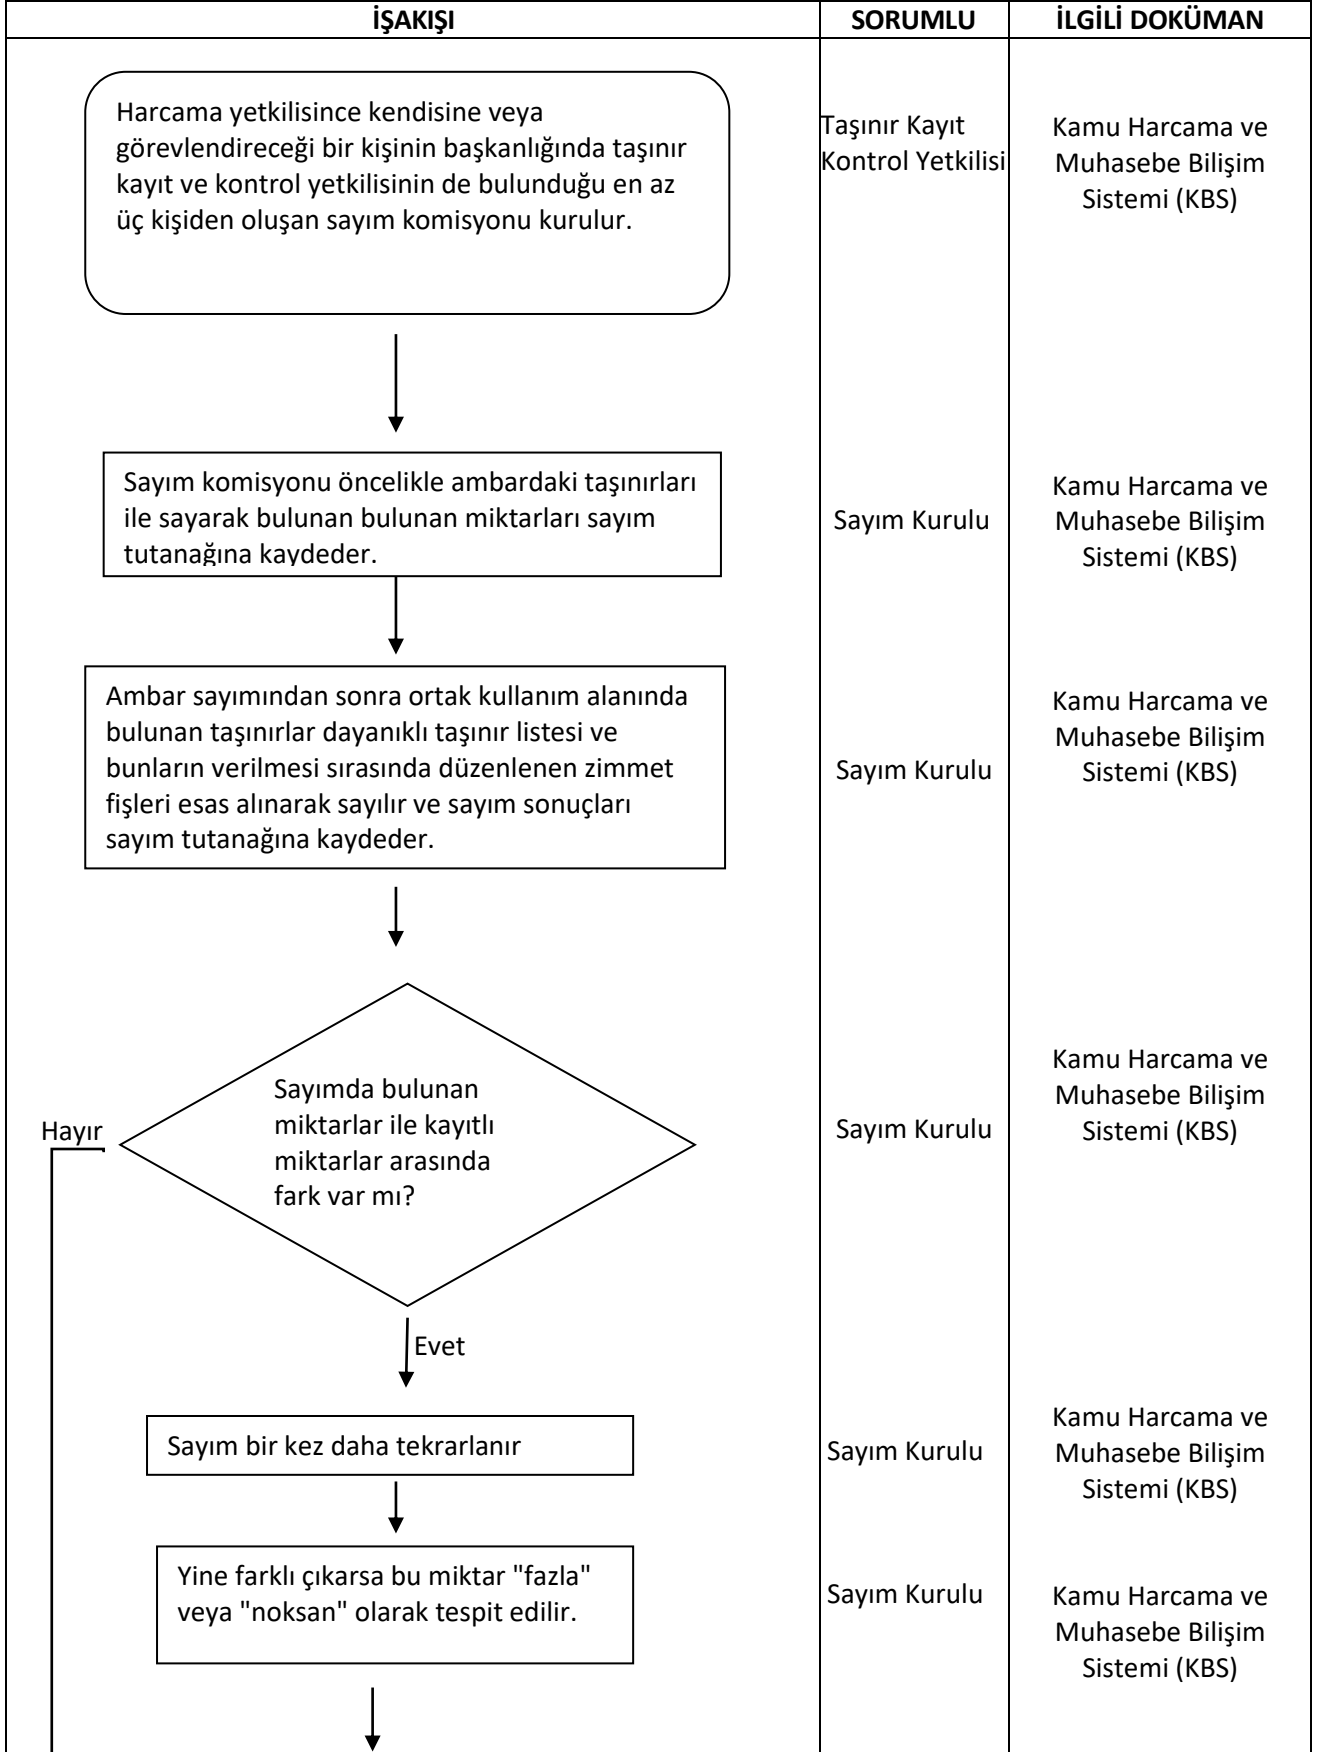 İŞAKIŞI
SORUMLU
İLGİLİ DOKÜMAN
Harcama yetkilisince kendisine veya
görevlendireceği bir kişinin başkanlığında taşınır
kayıt ve kontrol yetkilisinin de bulunduğu en az
üç kişiden oluşan sayım komisyonu kurulur.
Taşınır Kayıt
Kontrol Yetkilisi
Kamu Harcama ve
Muhasebe Bilişim
Sistemi (KBS)
Sayım komisyonu öncelikle ambardaki taşınırları
ile sayarak bulunan bulunan miktarları sayım
tutanağına kaydeder.
Sayım Kurulu
Kamu Harcama ve
Muhasebe Bilişim
Sistemi (KBS)
Ambar sayımından sonra ortak kullanım alanında
bulunan taşınırlar dayanıklı taşınır listesi ve
bunların verilmesi sırasında düzenlenen zimmet
fişleri esas alınarak sayılır ve sayım sonuçları
sayım tutanağına kaydeder.
Sayım Kurulu
Kamu Harcama ve
Muhasebe Bilişim
Sistemi (KBS)
Sayımda bulunan
miktarlar ile kayıtlı
miktarlar arasında
fark var mı?
Hayır
Sayım Kurulu
Kamu Harcama ve
Muhasebe Bilişim
Sistemi (KBS)
Evet
Sayım bir kez daha tekrarlanır
Sayım Kurulu
Kamu Harcama ve
Muhasebe Bilişim
Sistemi (KBS)
Yine farklı çıkarsa bu miktar "fazla"
veya "noksan" olarak tespit edilir.
Sayım Kurulu
Kamu Harcama ve
Muhasebe Bilişim
Sistemi (KBS)